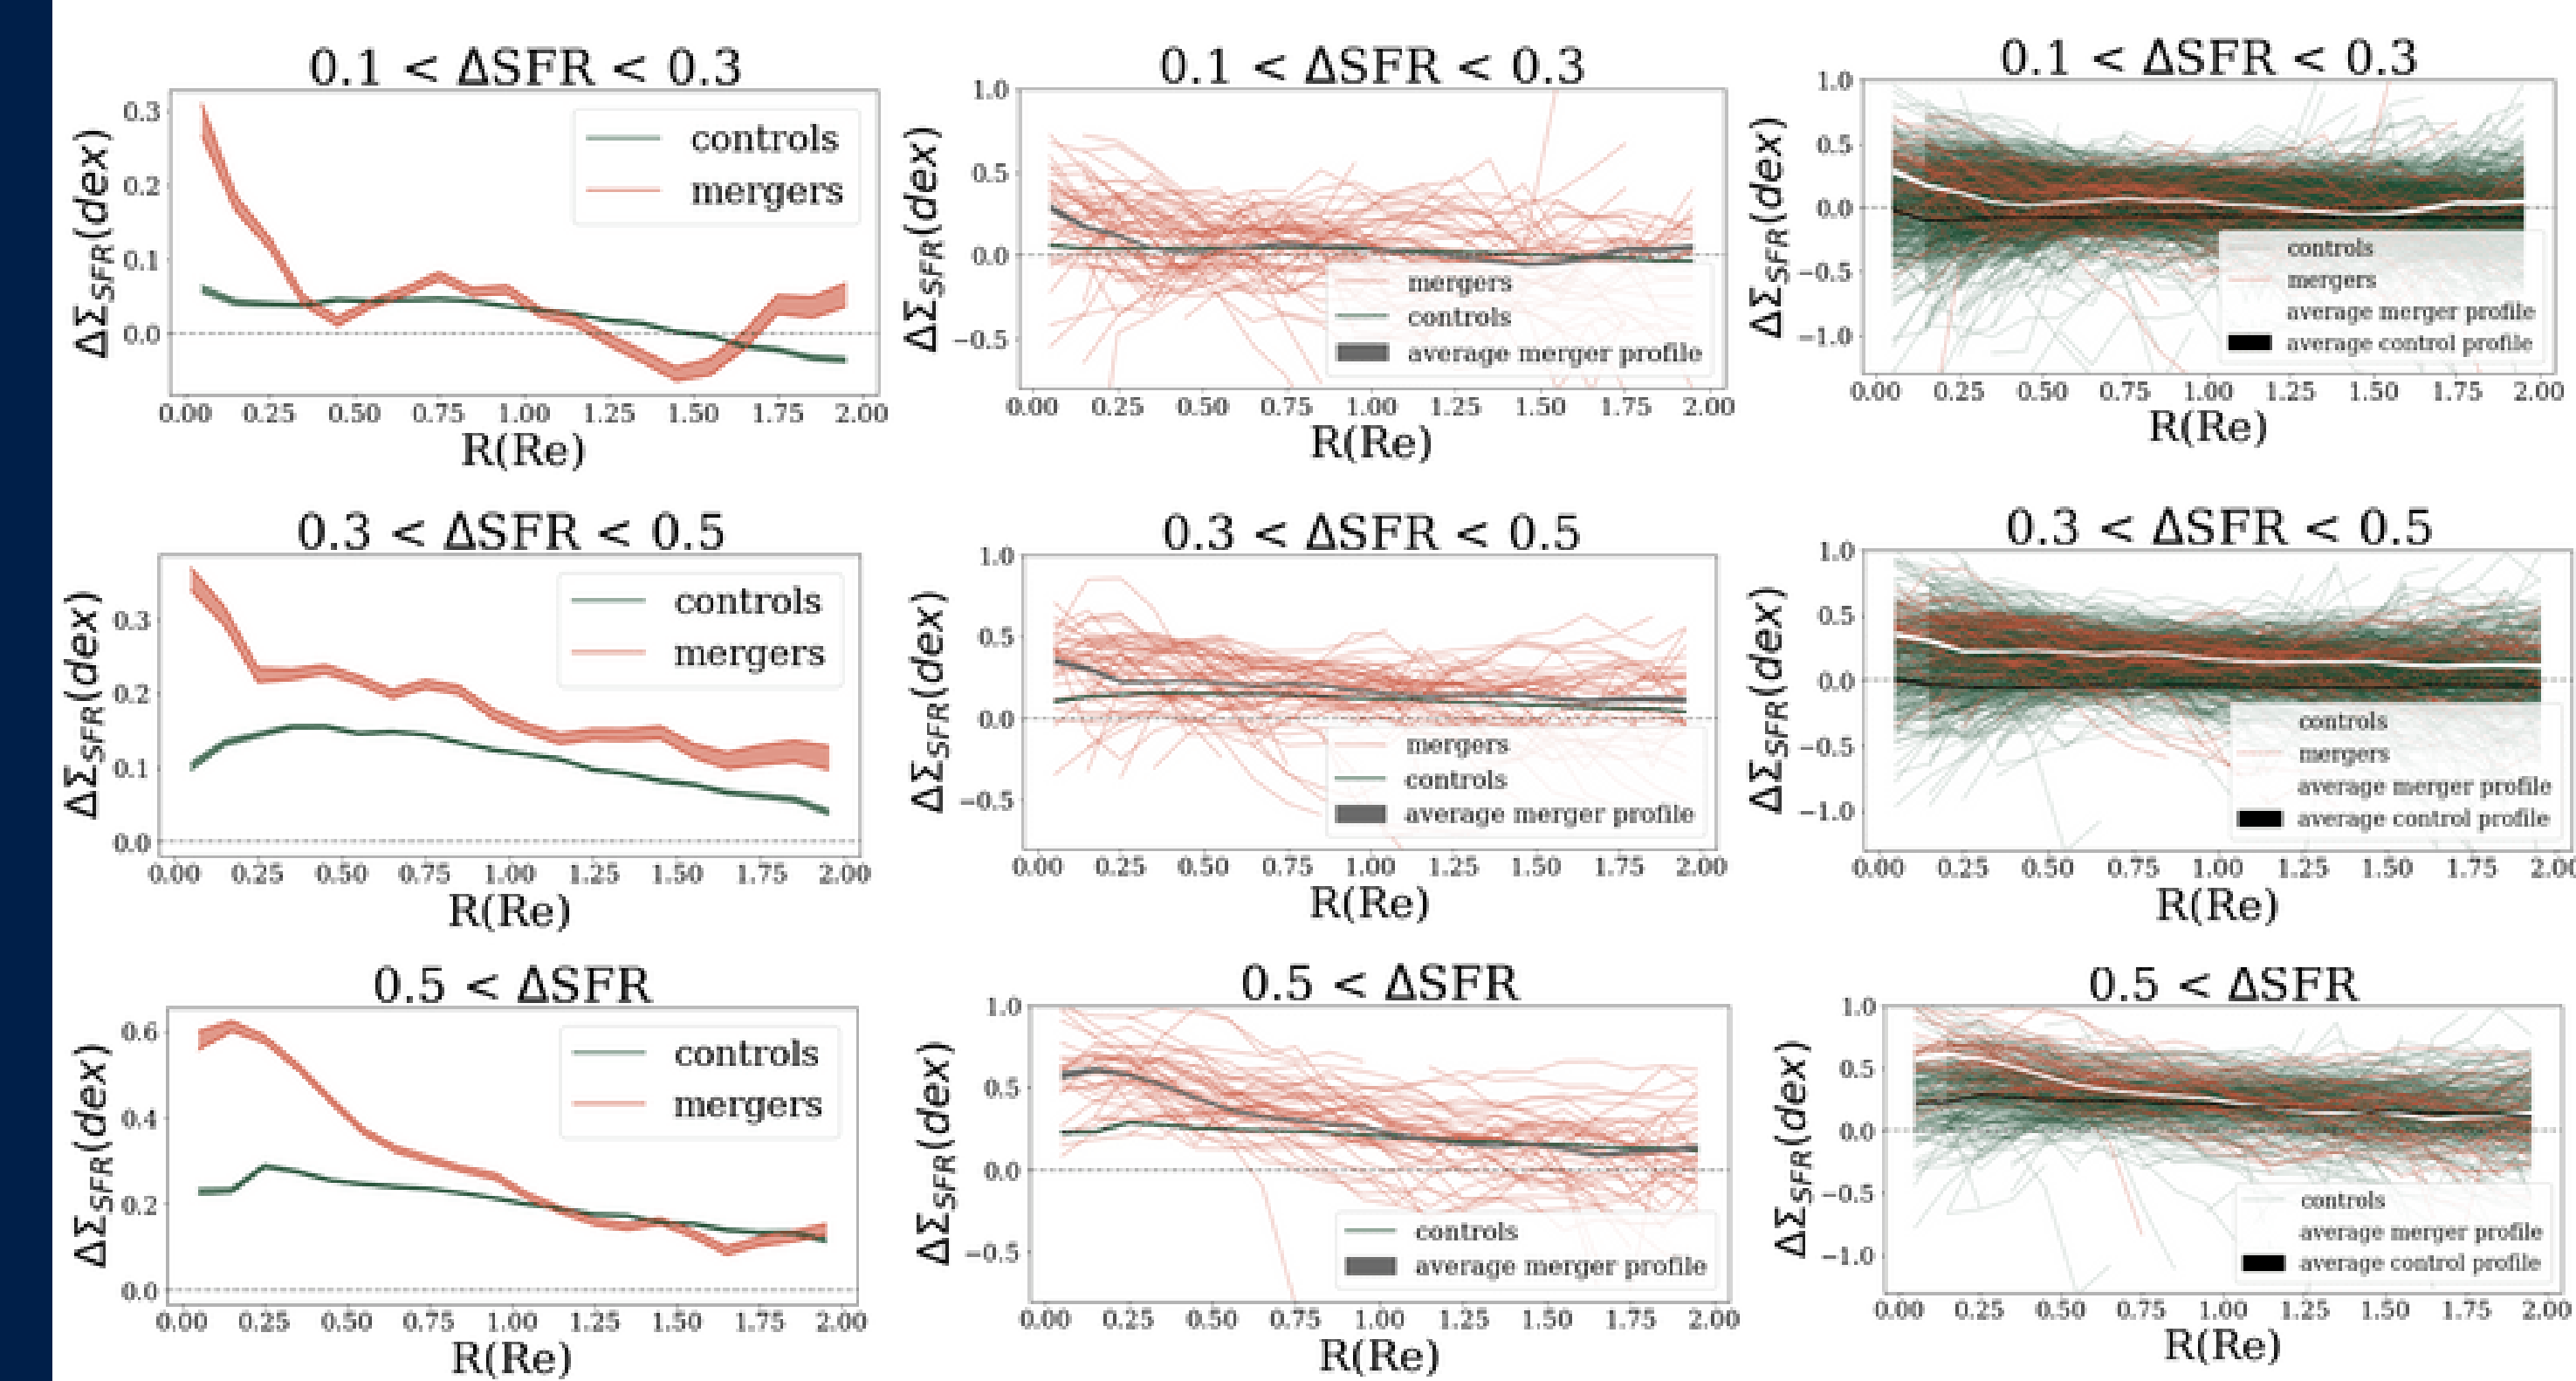 0.1 < ΔSFR < 0.3
0.3
0.2
0.1
0.0
ΔΣSFR(dex)
controls
mergers
0.00 0.25 0.50 0.75 1.00 1.25 1.50 1.75 2.00
R(Re)
0.1 < ΔSFR < 0.3
1.0
0.5
0.0
−0.5
ΔΣSFR(dex)
mergers
controls
average merger profile
0.00 0.25 0.50 0.75 1.00 1.25 1.50 1.75 2.00
R(Re)
0.1 < ΔSFR < 0.3
1.0
0.5
0.0
−0.5
−1.0
ΔΣSFR(dex)
controls
mergers
average merger profile
average control profile
0.00 0.25 0.50 0.75 1.00 1.25 1.50 1.75 2.00
R(Re)
0.3 < ΔSFR < 0.5
0.3
0.2
0.1
0.0
ΔΣSFR(dex)
controls
mergers
0.00 0.25 0.50 0.75 1.00 1.25 1.50 1.75 2.00
R(Re)
0.3 < ΔSFR < 0.5
1.0
0.5
0.0
−0.5
ΔΣSFR(dex)
mergers
controls
average merger profile
0.00 0.25 0.50 0.75 1.00 1.25 1.50 1.75 2.00
R(Re)
0.3 < ΔSFR < 0.5
1.0
0.5
0.0
−0.5
−1.0
ΔΣSFR(dex)
controls
mergers
average merger profile
average control profile
0.00 0.25 0.50 0.75 1.00 1.25 1.50 1.75 2.00
R(Re)
0.5 < ΔSFR
0.6
0.4
0.2
0.0
ΔΣSFR(dex)
controls
mergers
0.00 0.25 0.50 0.75 1.00 1.25 1.50 1.75 2.00
R(Re)
0.5 < ΔSFR
1.0
0.5
0.0
−0.5
ΔΣSFR(dex)
controls
average merger profile
0.00 0.25 0.50 0.75 1.00 1.25 1.50 1.75 2.00
R(Re)
0.5 < ΔSFR
1.0
0.5
0.0
−0.5
−1.0
ΔΣSFR(dex)
controls
average merger profile
average control profile
0.00 0.25 0.50 0.75 1.00 1.25 1.50 1.75 2.00
R(Re)